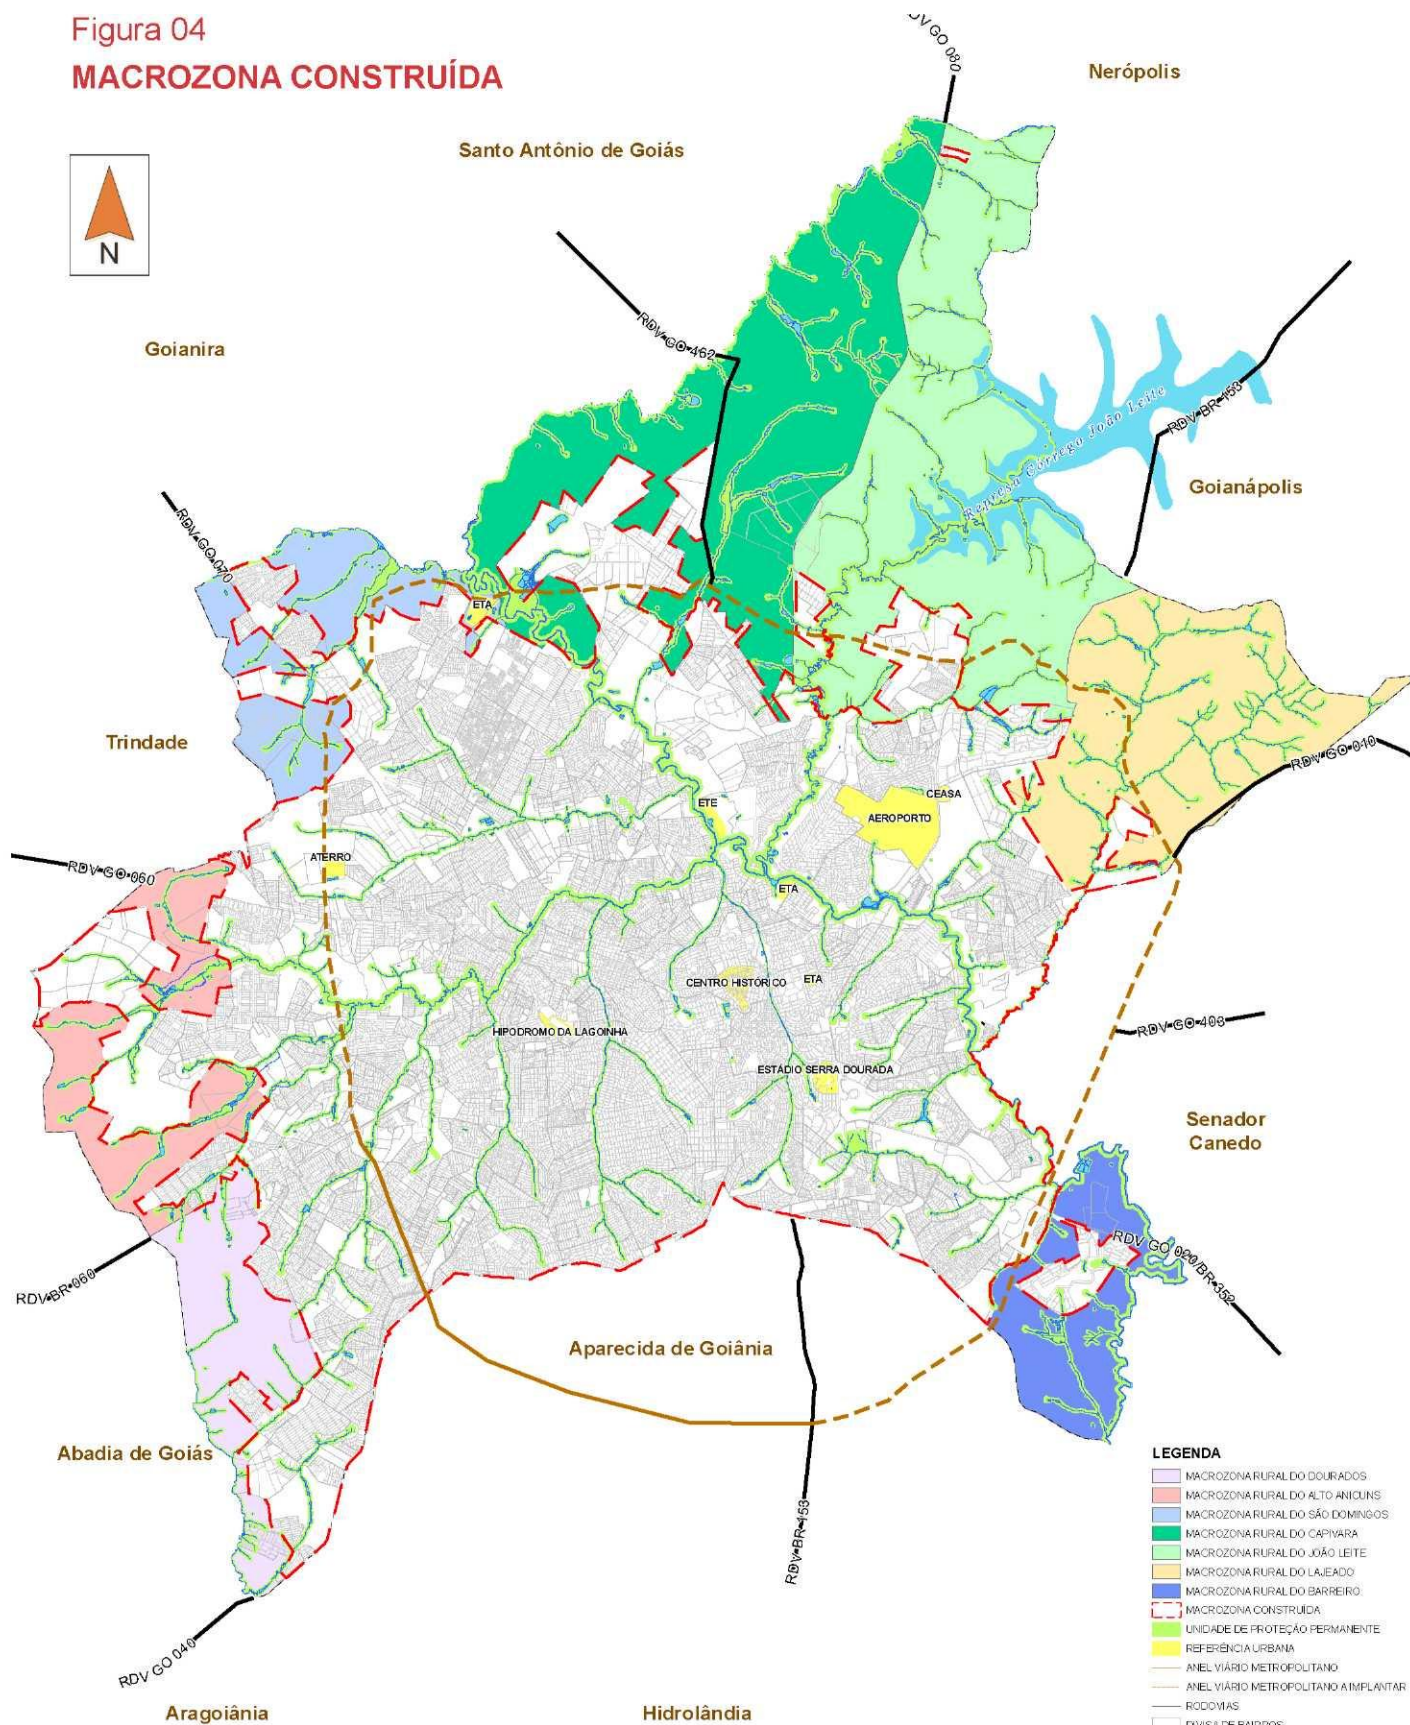 Figura 04
MACROZONA CONSTRUÍDA
RDV GO 080
Nerópolis
Santo Antônio de Goiás
N
RDV-GO-462
Goianira
Represa Córrego João Leite
RDV-BR-153
Goianápolis
RDV-GO-070
ETA
Trindade
RDV-GO-010
CEASA
ETE
AEROPORTO
ATERRO
RDV-GO-060
ETA
CENTRO HISTÓRICO
ETA
HIPODROMO DA LAGOINHA
RDV-GO-403
ESTÁDIO SERRA DOURADA
Senador
Canedo
RDV GO 020/BR-352
RDV-BR-060
Aparecida de Goiânia
Abadia de Goiás
RDV-BR-153
RDV GO 040
Aragoiânia
Hidrolândia
LEGENDA
MACROZONA RURAL DO DOURADOS
MACROZONA RURAL DO ALTO ANICUNS
MACROZONA RURAL DO SÃO DOMINGOS
MACROZONA RURAL DO CAPIVARA
MACROZONA RURAL DO JOÃO LEITE
MACROZONA RURAL DO LAJEADO
MACROZONA RURAL DO BARREIRO
MACROZONA CONSTRUÍDA
UNIDADE DE PROTEÇÃO PERMANENTE
REFERÊNCIA URBANA
ANEL VIÁRIO METROPOLITANO
ANEL VIÁRIO METROPOLITANO A IMPLANTAR
RODOVIAS
DIVISA DE BAIRROS